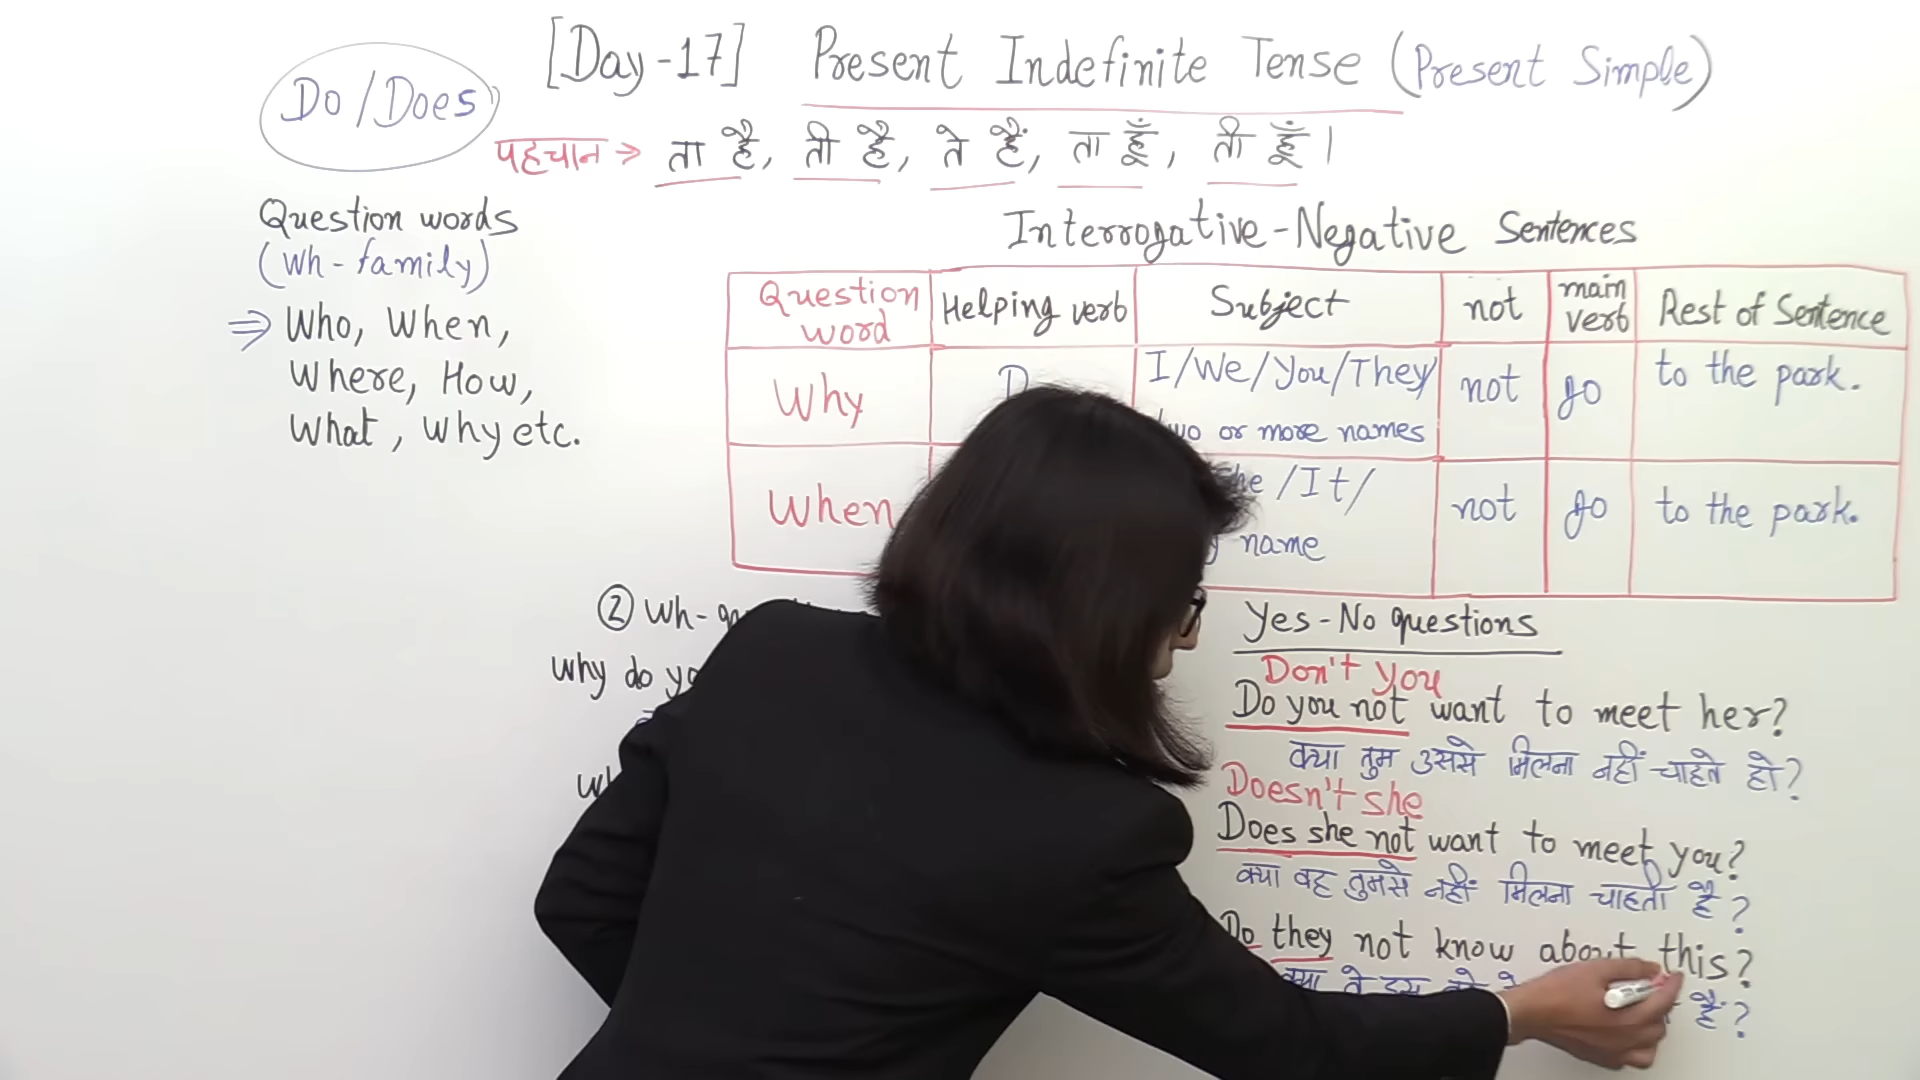 [Day-17] Present Indefinite Tense (Present Simple)
Do/Does
पहचान → ता है, ती है, ते हैं, ता हूँ, ती हूँ।
Question words
(Wh-family)
⇒ Who, When,
Where, How,
What, Why etc.
Interrogative-Negative Sentences
Question word | Helping verb | Subject | not | main verb | Rest of Sentence
Why | I/We/You/They/ | not | go | to the park.
or more names
When | /It/ | not | go | to the park.
name
② Wh-
Why do
Yes-No questions
Don't you
Do you not want to meet her?
क्या तुम उससे मिलना नहीं चाहते हो?
Doesn't she
Does she not want to meet you?
क्या वह तुमसे नहीं मिलना चाहती है?
Do they not know about this?
क्या वे इस
हैं?